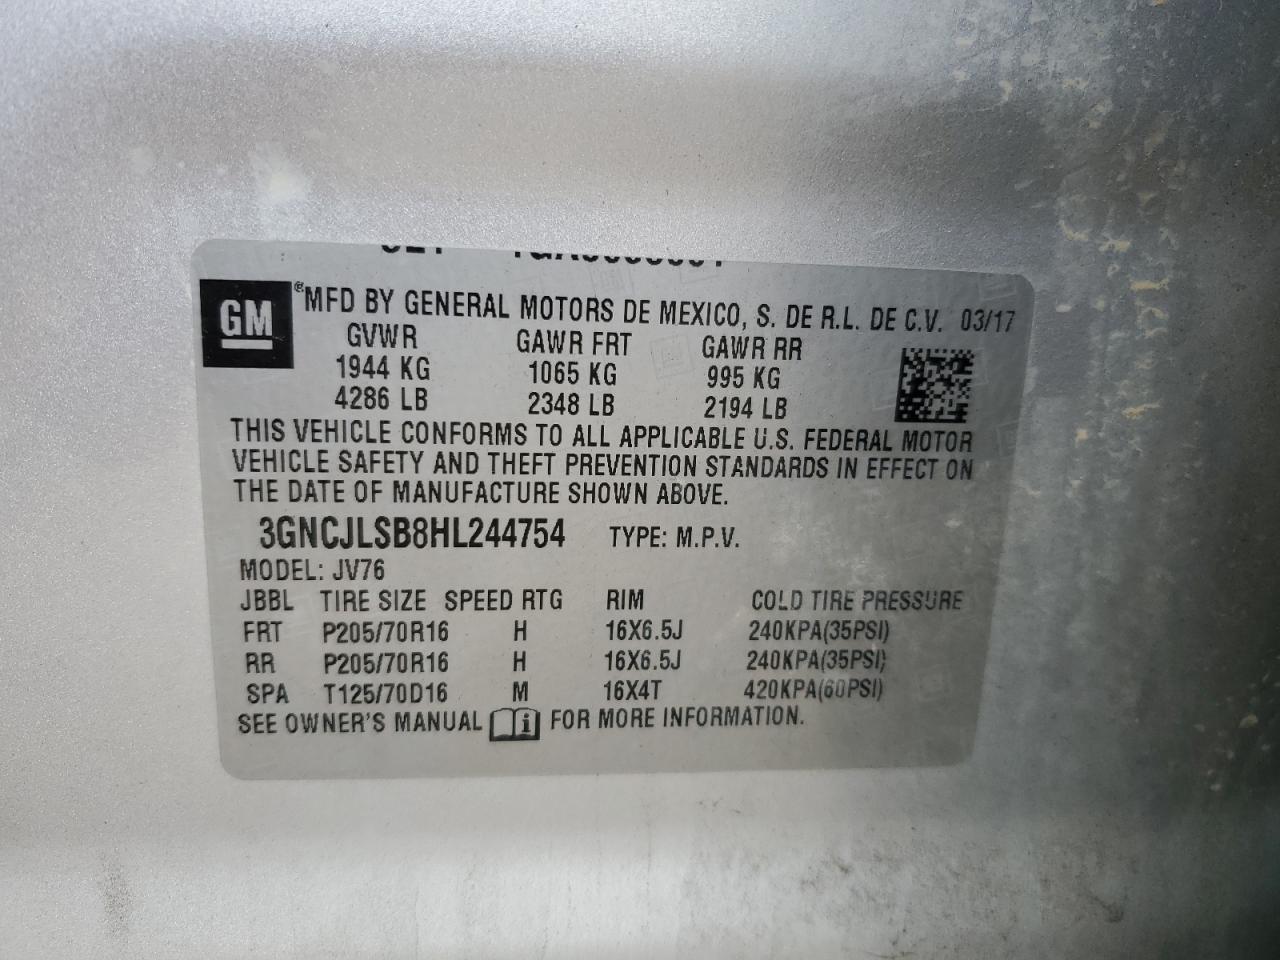 GM
®MFD BY GENERAL MOTORS DE MEXICO, S. DE R.L. DE C.V. 03/17
GVWR GAWR FRT GAWR RR
1944 KG 1065 KG 995 KG
4286 LB 2348 LB 2194 LB
THIS VEHICLE CONFORMS TO ALL APPLICABLE U.S. FEDERAL MOTOR
VEHICLE SAFETY AND THEFT PREVENTION STANDARDS IN EFFECT ON
THE DATE OF MANUFACTURE SHOWN ABOVE.
3GNCJLSB8HL244754 TYPE: M.P.V.
MODEL: JV76
JBBL TIRE SIZE SPEED RTG RIM COLD TIRE PRESSURE
FRT P205/70R16 H 16X6.5J 240KPA(35PSI)
RR P205/70R16 H 16X6.5J 240KPA(35PSI)
SPA T125/70D16 M 16X4T 420KPA(60PSI)
SEE OWNER'S MANUAL i FOR MORE INFORMATION.